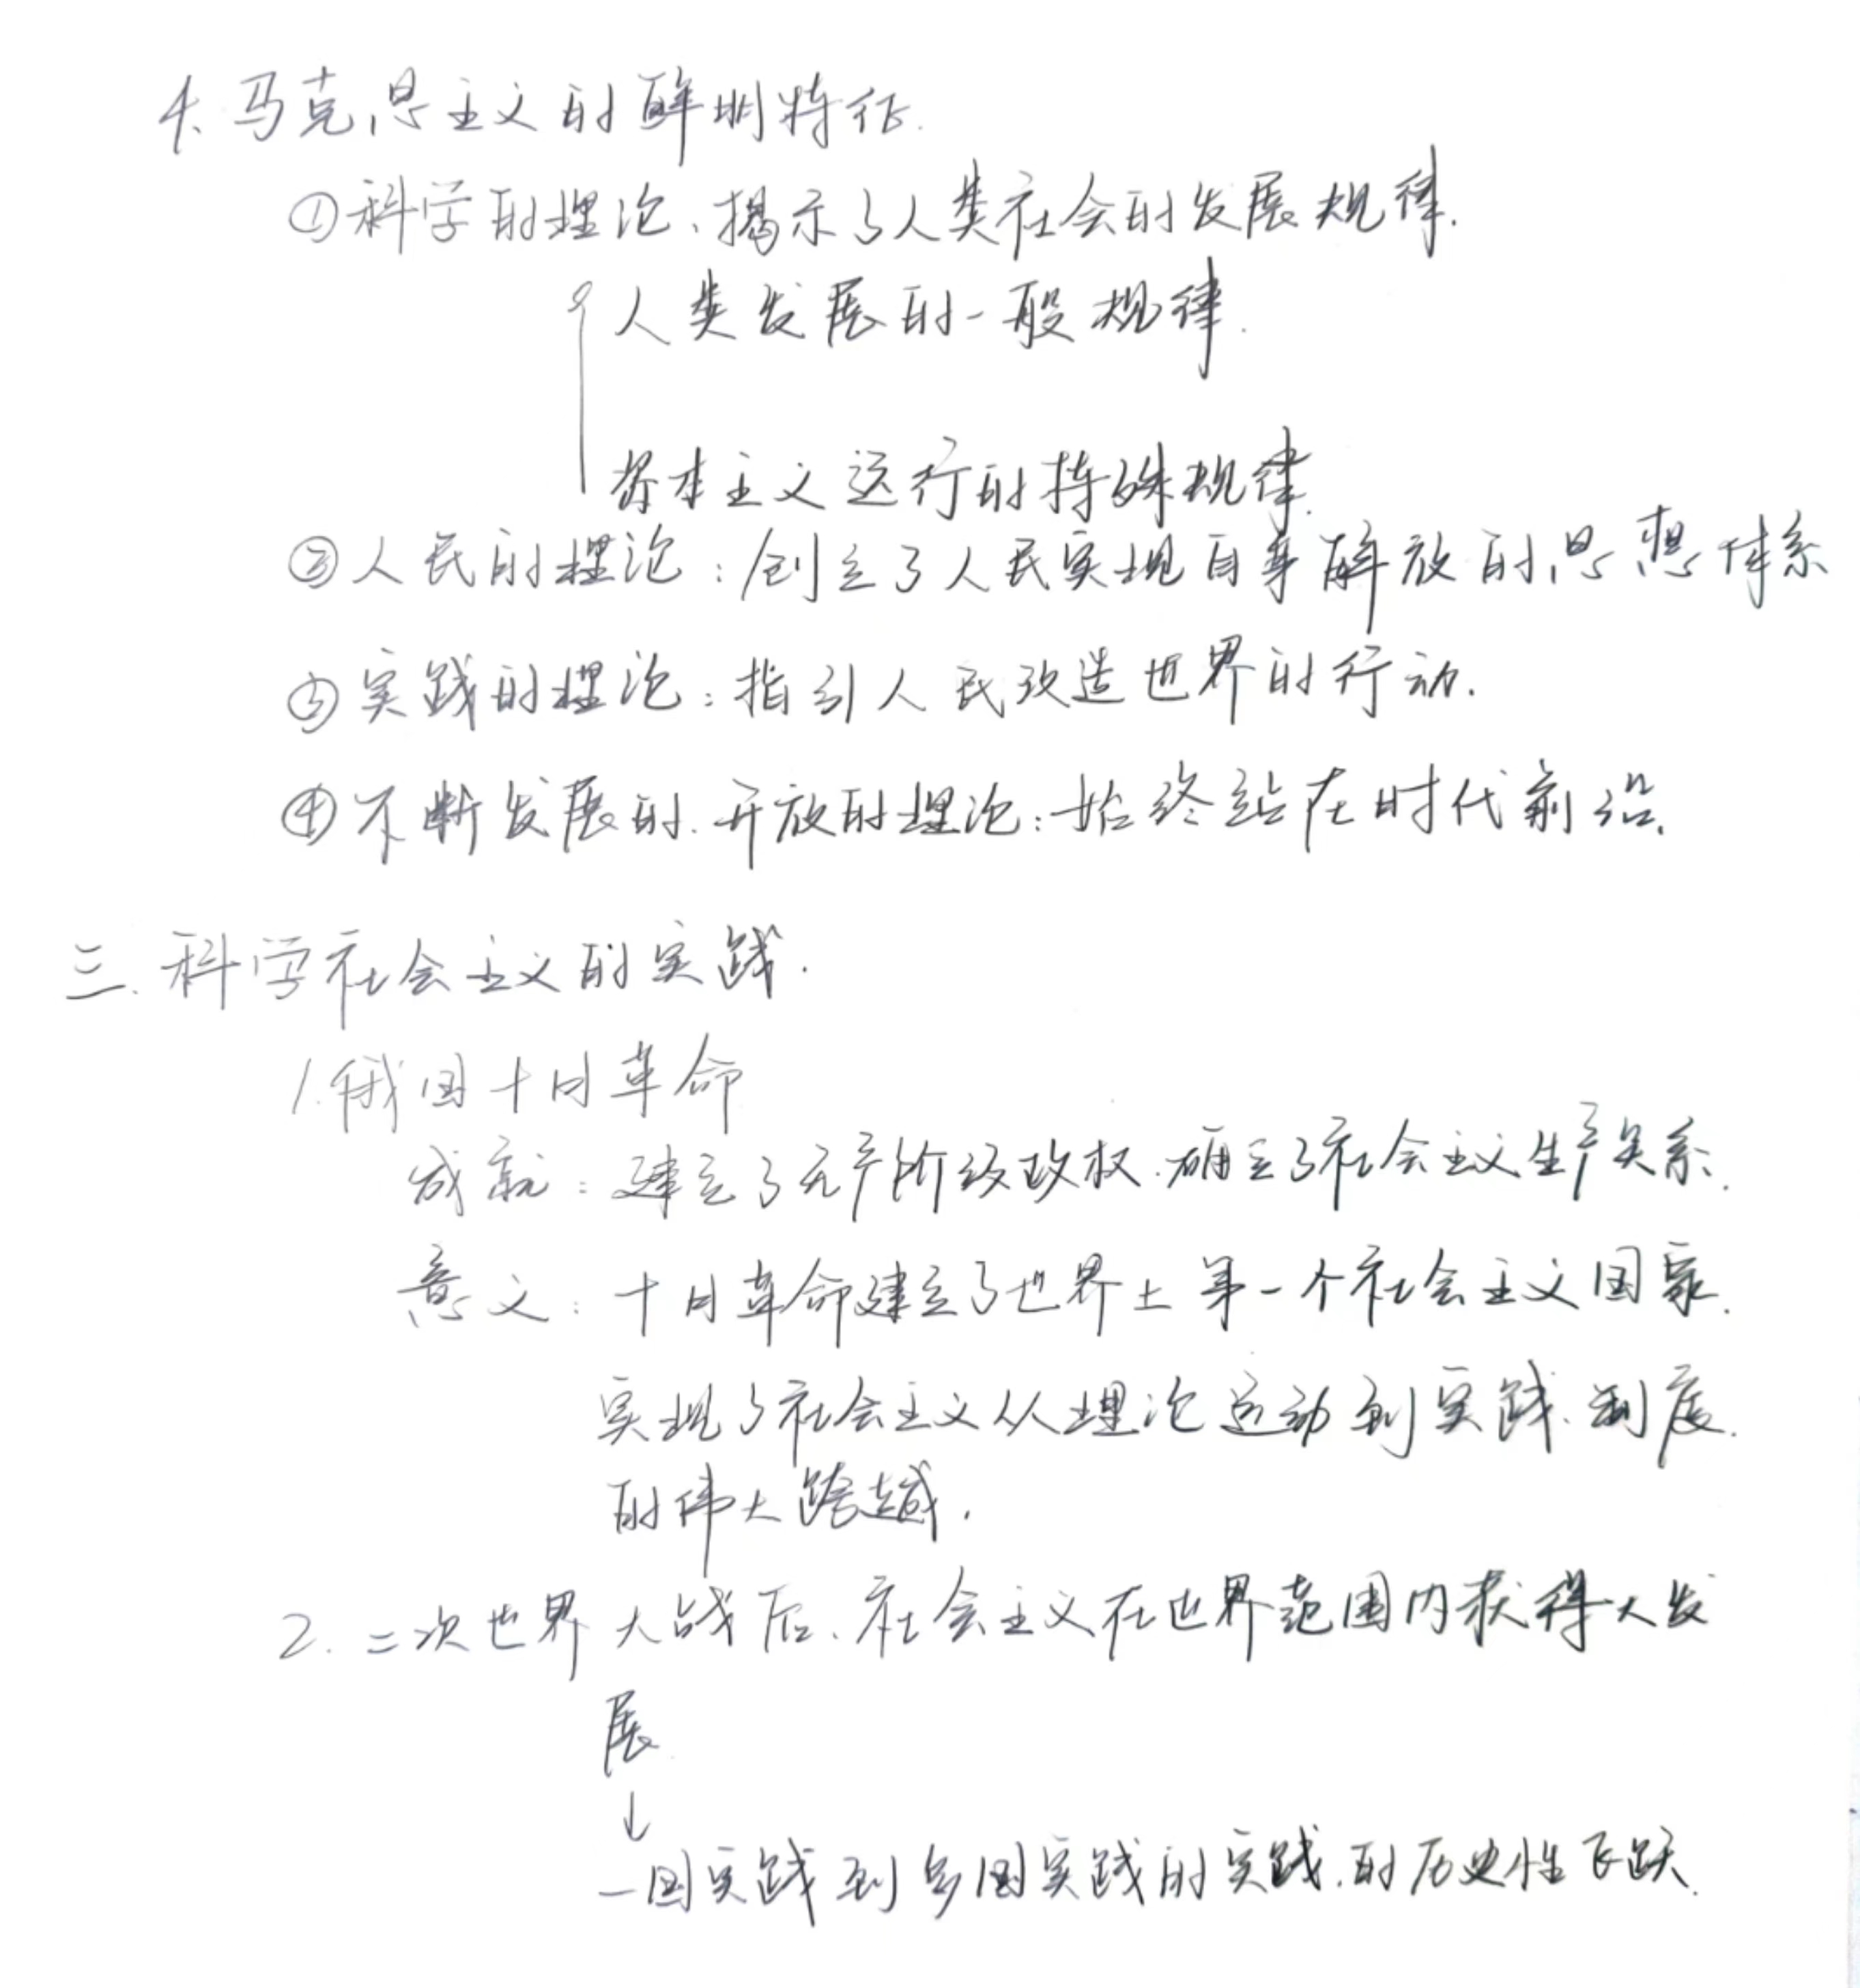 4、马克思主义的鲜明特征.
①科学的理论、揭示了人类社会的发展规律.
人类发展的一般规律.
资本主义运行的特殊规律.
②人民的理论：创立了人民实现自身解放的思想体系
③实践的理论：指引人民改造世界的行动.
④不断发展的、开放的理论：始终站在时代前沿.
三.科学社会主义的实践.
1.俄国十月革命
成就：建立了无产阶级政权、确立了社会主义生产关系.
意义：十月革命建立了世界上第一个社会主义国家.
实现了社会主义从理论运动到实践、制度.
的伟大跨越.
2.二次世界大战后、社会主义在世界范围内获得大发
展
↓
一国实践到多国实践的实践.的历史性飞跃.